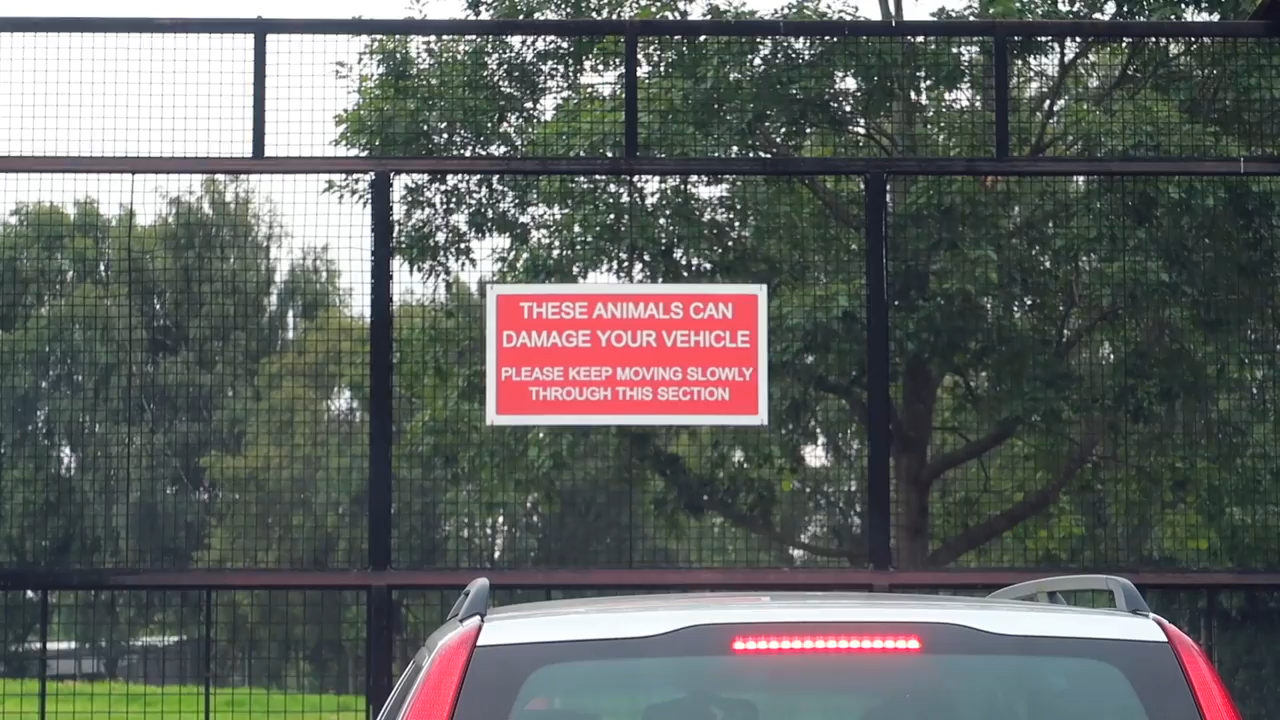 THESE ANIMALS CAN
DAMAGE YOUR VEHICLE
PLEASE KEEP MOVING SLOWLY
THROUGH THIS SECTION